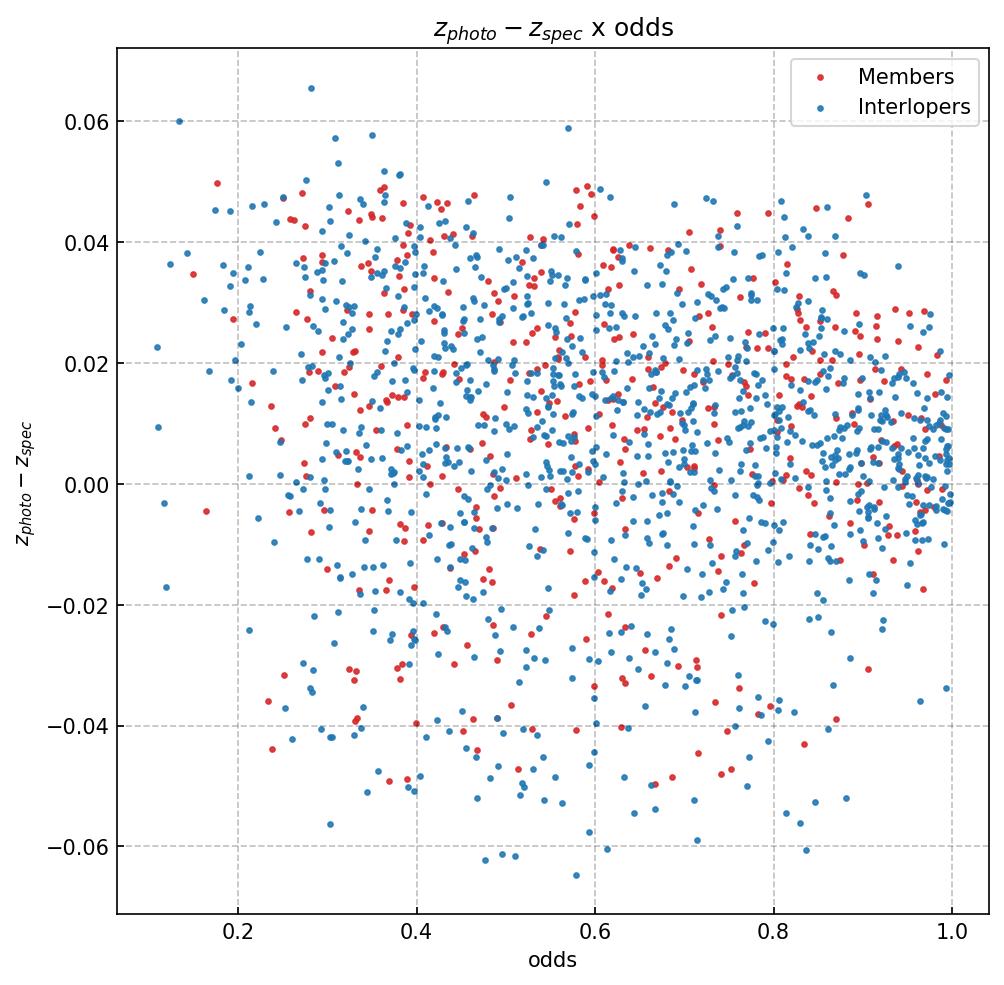 z_photo − z_spec x odds
Members
Interlopers
0.06
0.04
0.02
0.00
−0.02
−0.04
−0.06
z_photo − z_spec
0.2
0.4
0.6
0.8
1.0
odds